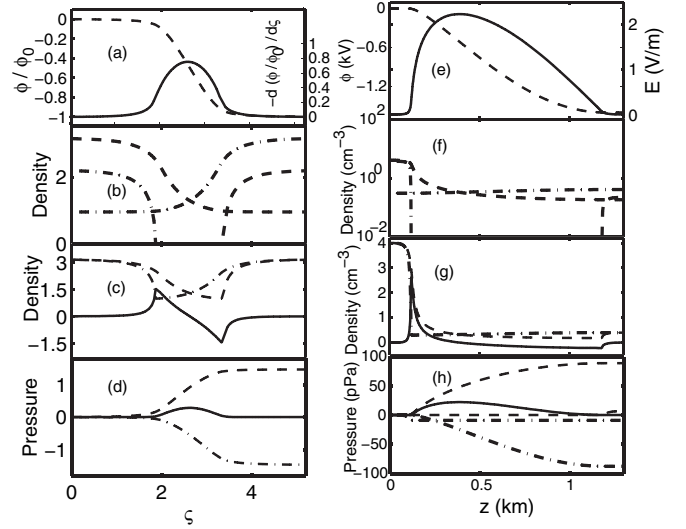 (a)
ϕ / ϕ0
0
−0.2
−0.4
−0.6
−0.8
−1
−d (ϕ/ϕ0) /dς
1
0.8
0.6
0.4
0.2
0
(b)
Density
2
0
(c)
Density
3
1.5
0
−1.5
(d)
Pressure
1
0
−1
0 2 4
ς
(e)
ϕ (kV)
0
−0.6
−1.2
E (V/m)
2
1
0
(f)
Density (cm−3)
10 2
10 0
10−2
(g)
Density (cm−3)
4
3
2
1
0
(h)
Pressure (pPa)
100
50
0
−50
−100
0 0.5 1
z (km)